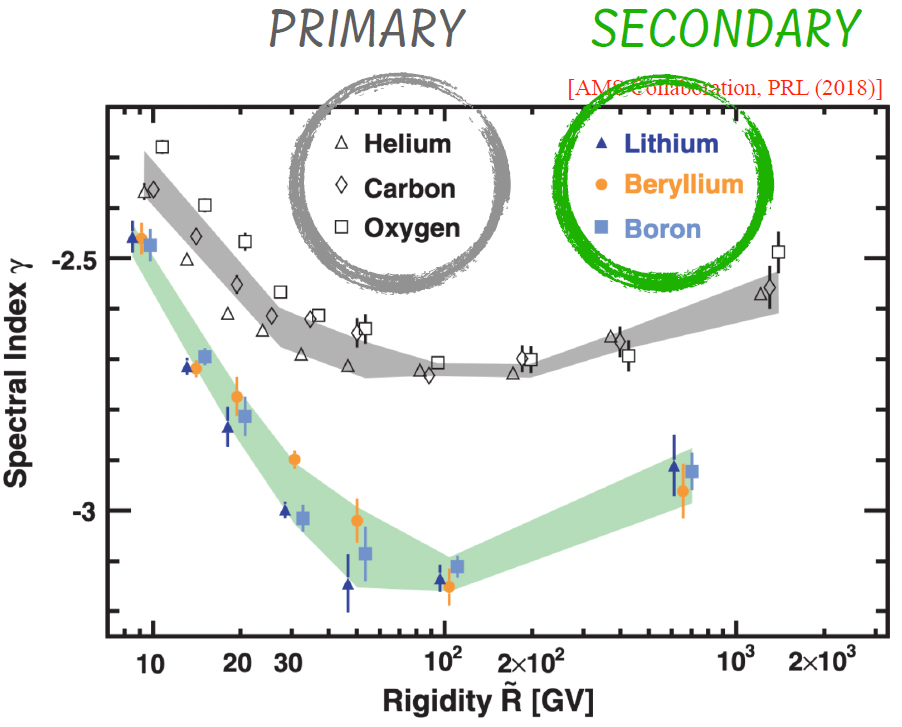 PRIMARY SECONDARY
[AMS Collaboration, PRL (2018)]
Helium Lithium
Carbon Beryllium
Oxygen Boron
-2.5
-3
Spectral Index γ
10 20 30 10² 2×10² 10³ 2×10³
Rigidity R̃ [GV]